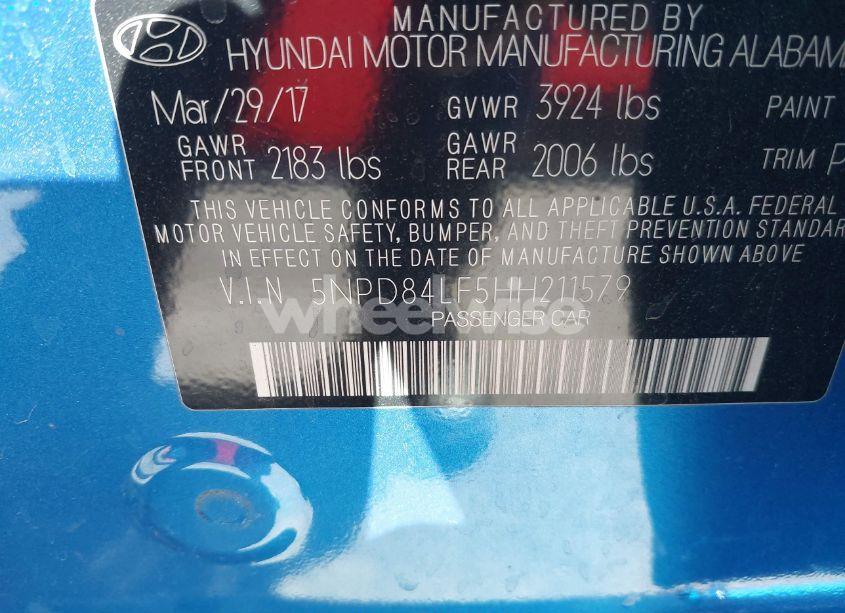 MANUFACTURED BY
HYUNDAI MOTOR MANUFACTURING ALABAMA
Mar/29/17 GVWR 3924 lbs PAINT
GAWR FRONT 2183 lbs GAWR REAR 2006 lbs TRIM P
THIS VEHICLE CONFORMS TO ALL APPLICABLE U.S.A. FEDERAL
MOTOR VEHICLE SAFETY, BUMPER, AND THEFT PREVENTION STANDAR
IN EFFECT ON THE DATE OF MANUFACTURE SHOWN ABOVE
V.I.N 5NPD84LF5HH211579
wheelwise
PASSENGER CAR